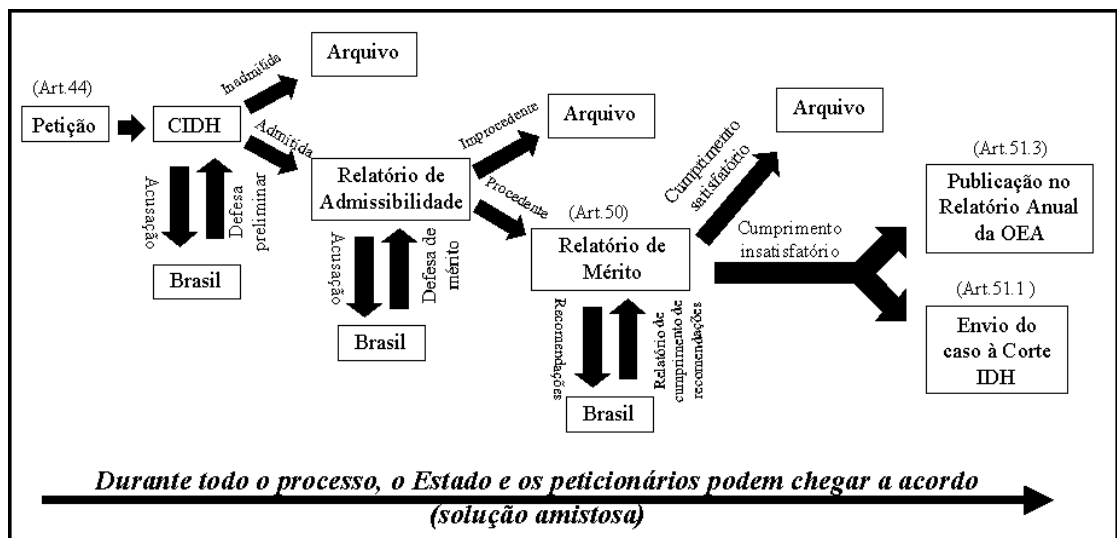 (Art.44)
Petição
CIDH
Inadmitida
Arquivo
Admitida
Acusação
Defesa
preliminar
Brasil
Relatório de
Admissibilidade
Improcedente
Arquivo
Procedente
Acusação
Defesa de
mérito
Brasil
(Art.50)
Relatório de
Mérito
Cumprimento
satisfatório
Arquivo
Cumprimento
insatisfatório
Recomendações
Relatório de
cumprimento de
recomendações
Brasil
(Art.51.3)
Publicação no
Relatório Anual
da OEA
(Art.51.1 )
Envio do
caso à Corte
IDH
Durante todo o processo, o Estado e os peticionários podem chegar a acordo
(solução amistosa)